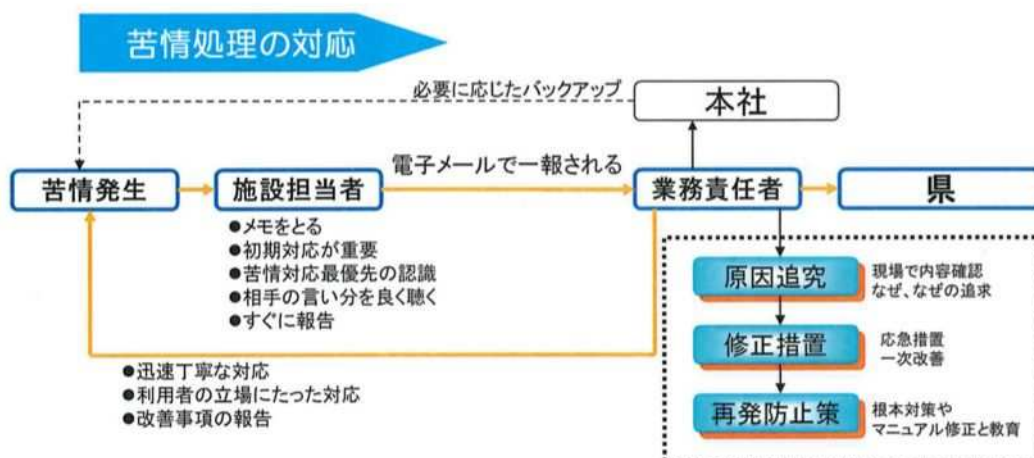 苦情処理の対応
必要に応じたバックアップ
本社
苦情発生
施設担当者
電子メールで一報される
業務責任者
県
●メモをとる
●初期対応が重要
●苦情対応最優先の認識
●相手の言い分を良く聴く
●すぐに報告
原因追究
現場で内容確認
なぜ、なぜの追求
修正措置
応急措置
一次改善
再発防止策
根本対策や
マニュアル修正と教育
●迅速丁寧な対応
●利用者の立場にたった対応
●改善事項の報告